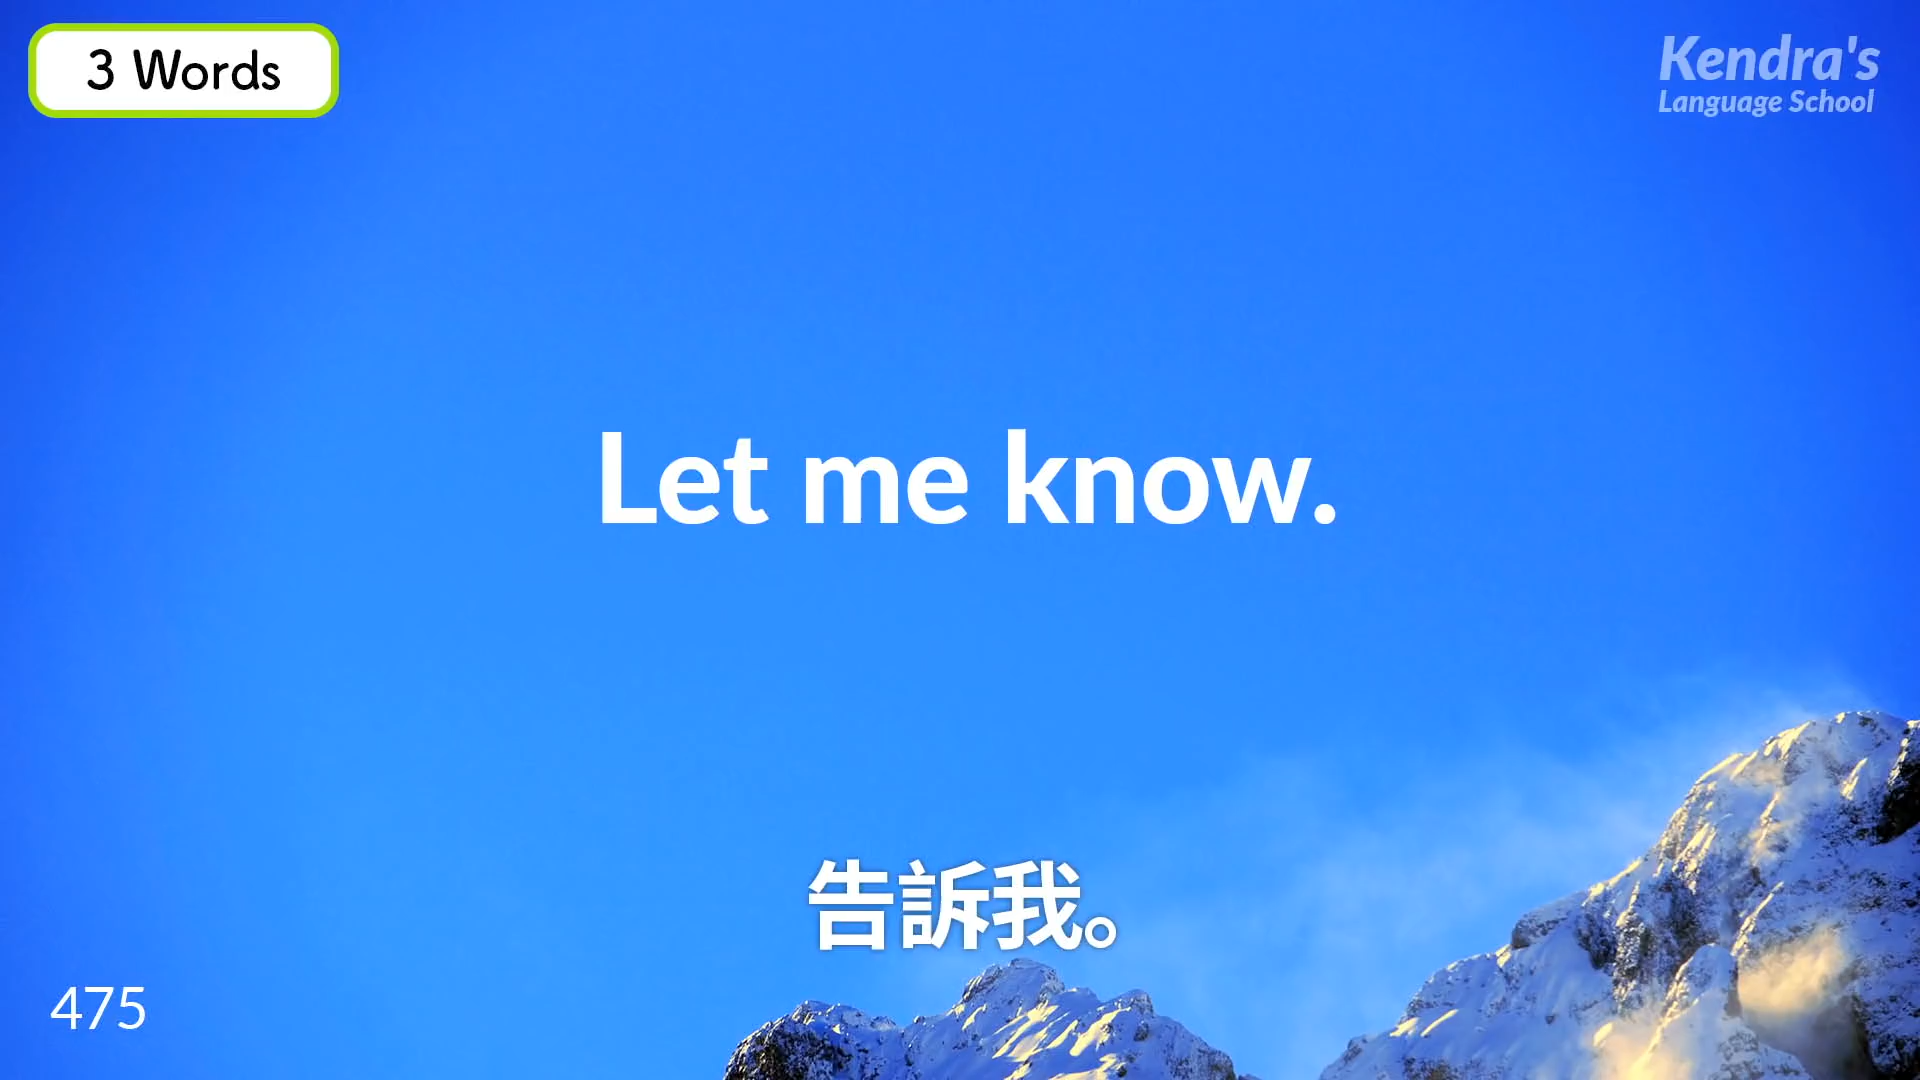 3 Words
Kendra's
Language School
Let me know.
告訴我。
475